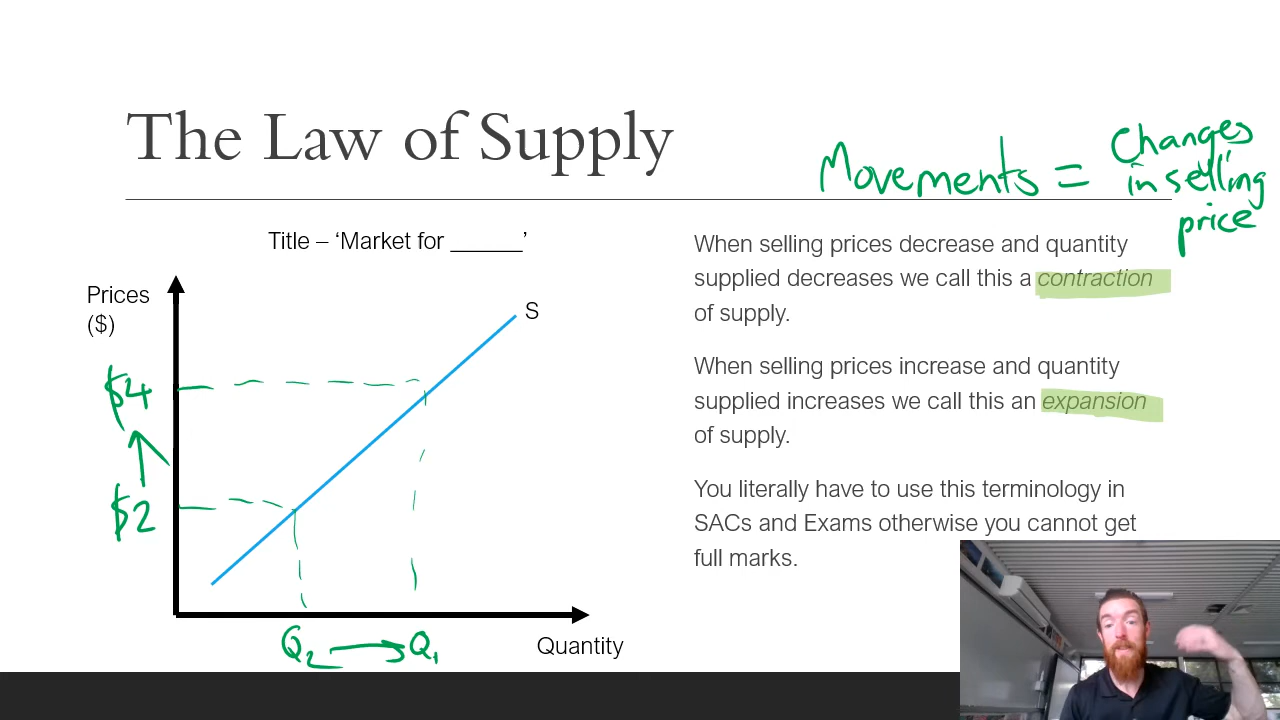 The Law of Supply
Movements = Changes
in selling
price
Title – ‘Market for ______’
Prices
($)
S
$4
$2
Q2 → Q1
Quantity
When selling prices decrease and quantity
supplied decreases we call this a contraction
of supply.
When selling prices increase and quantity
supplied increases we call this an expansion
of supply.
You literally have to use this terminology in
SACs and Exams otherwise you cannot get
full marks.